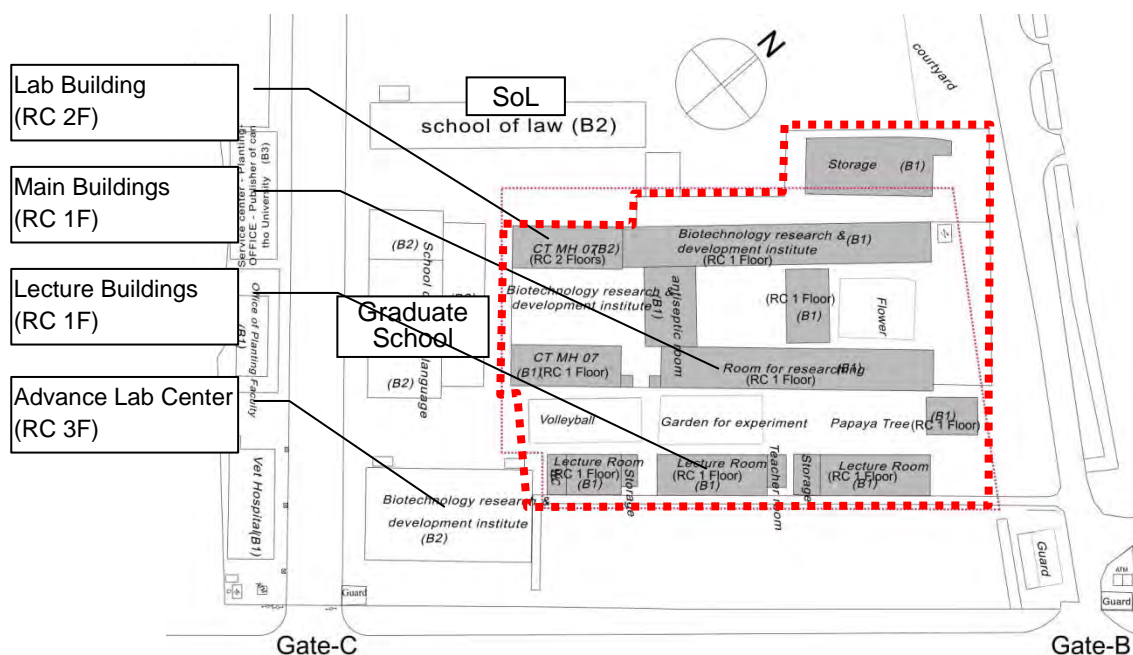 N
courtyard
Lab Building
(RC 2F)
SoL
school of law (B2)
Storage (B1)
Service center - Planting-
OFFICE - Publisher of can
tho University (B3)
Main Buildings
(RC 1F)
(B2)
CT MH 07(B2)
(RC 2 Floors)
Biotechnology research &
development institute (B1)
(RC 1 Floor)
Lecture Buildings
(RC 1F)
Office of Planting Faculty
(B1)
Graduate
School
language
Biotechnology research &
development institute
antiseptic room
(B1)
(RC 1 Floor)
(B1)
Flower
CT MH 07
(B1)(RC 1 Floor)
Room for researching (B1)
(RC 1 Floor)
(B2)
Advance Lab Center
(RC 3F)
Volleyball
Garden for experiment
Papaya Tree
(B1)
(RC 1 Floor)
Lecture Room
(RC 1 Floor)
(B1)
Storage
Lecture Room
(RC 1 Floor)
(B1)
Teacher room
Storage
Lecture Room
(RC 1 Floor)
(B1)
Vet Hospital(B1)
Biotechnology research &
development institute
(B2)
Guard
ATM
Guard
Guard
Gate-C
Gate-B